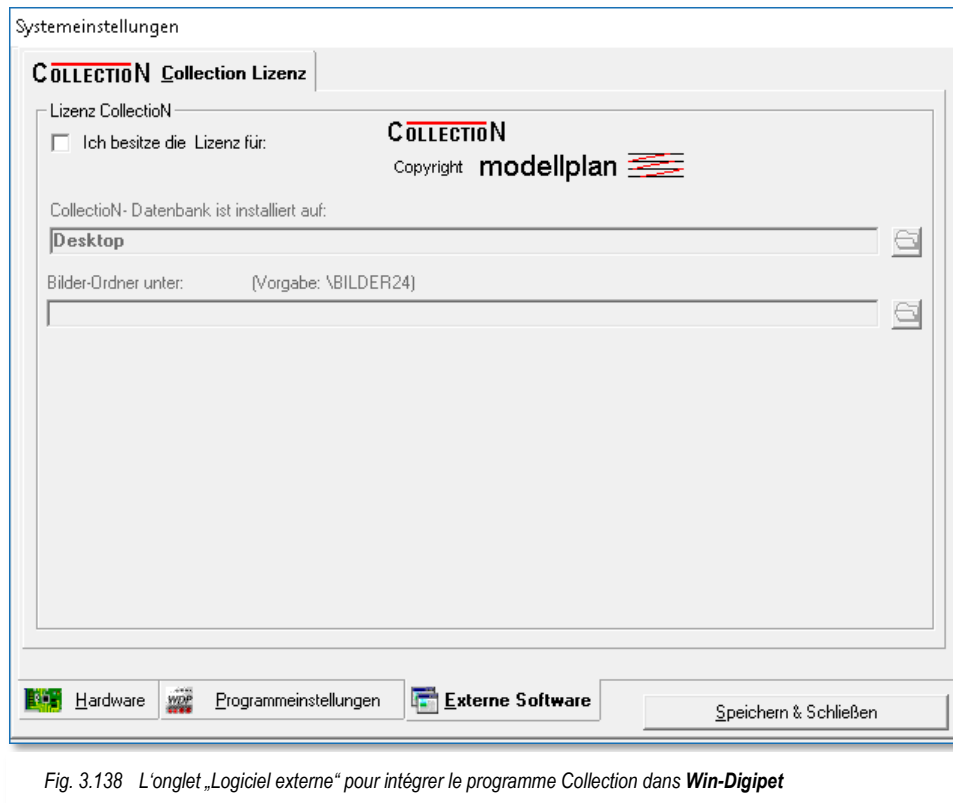 Systemeinstellungen
COLLECTION Collection Lizenz
Lizenz CollectioN
Ich besitze die Lizenz für:
COLLECTION
Copyright modellplan
CollectioN- Datenbank ist installiert auf:
Desktop
Bilder-Ordner unter: (Vorgabe: \BILDER24)
Hardware WDP Programmeinstellungen Externe Software
Speichern & Schließen
Fig. 3.138 L‘onglet „Logiciel externe“ pour intégrer le programme Collection dans Win-Digipet